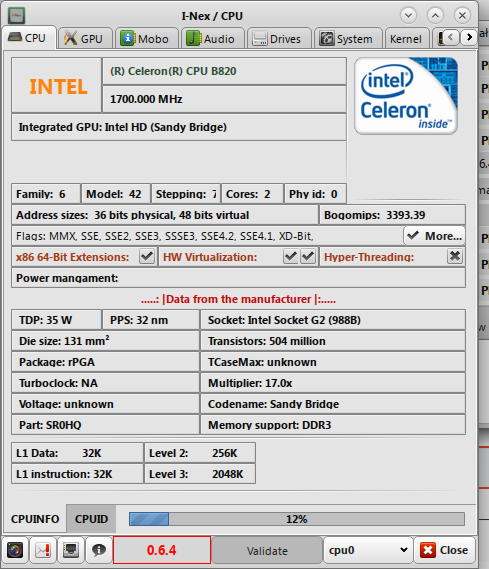 I-Nex / CPU
CPU GPU Mobo Audio Drives System Kernel
INTEL
(R) Celeron(R) CPU B820
1700.000 MHz
intel
Celeron
inside™
Integrated GPU: Intel HD (Sandy Bridge)
Family: 6 Model: 42 Stepping: 7 Cores: 2 Phy id: 0
Address sizes: 36 bits physical, 48 bits virtual Bogomips: 3393.39
Flags: MMX, SSE, SSE2, SSE3, SSSE3, SSE4.2, SSE4.1, XD-Bit, More...
x86 64-Bit Extensions: HW Virtualization: Hyper-Threading:
Power mangament:
.....: |Data from the manufacturer |:.....
TDP: 35 W PPS: 32 nm Socket: Intel Socket G2 (988B)
Die size: 131 mm² Transistors: 504 million
Package: rPGA TCaseMax: unknown
Turboclock: NA Multiplier: 17.0x
Voltage: unknown Codename: Sandy Bridge
Part: SR0HQ Memory support: DDR3
L1 Data: 32K Level 2: 256K
L1 instruction: 32K Level 3: 2048K
CPUINFO CPUID 12%
0.6.4 Validate cpu0 Close